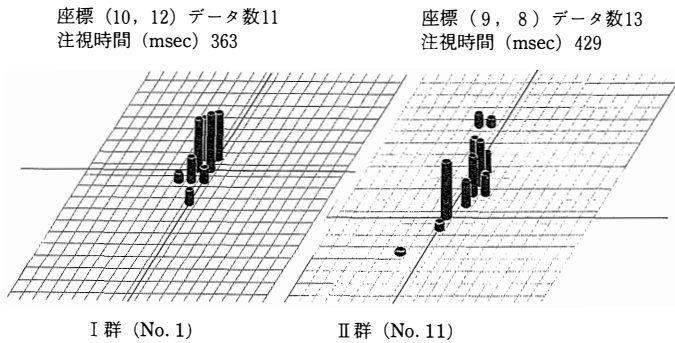 座標（10，12）データ数11
注視時間（msec）363
座標（9，8）データ数13
注視時間（msec）429
Ⅰ群（No. 1）
Ⅱ群（No. 11）